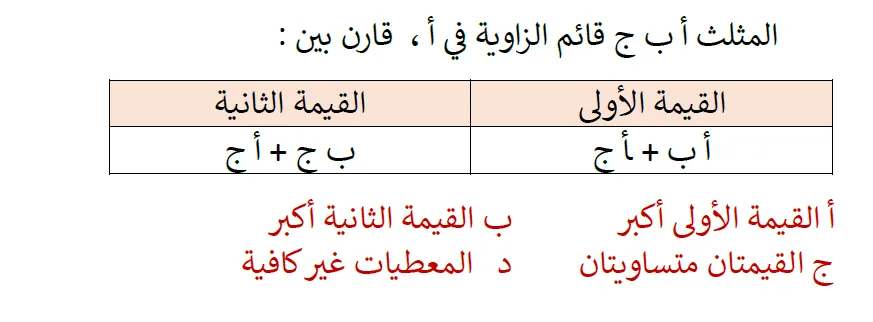 المثلث أ ب ج قائم الزاوية في أ ، قارن بين :
القيمة الأولى القيمة الثانية
أ ب + أ ج ب ج + أ ج
أ القيمة الأولى أكبر ب القيمة الثانية أكبر
ج القيمتان متساويتان د المعطيات غير كافية